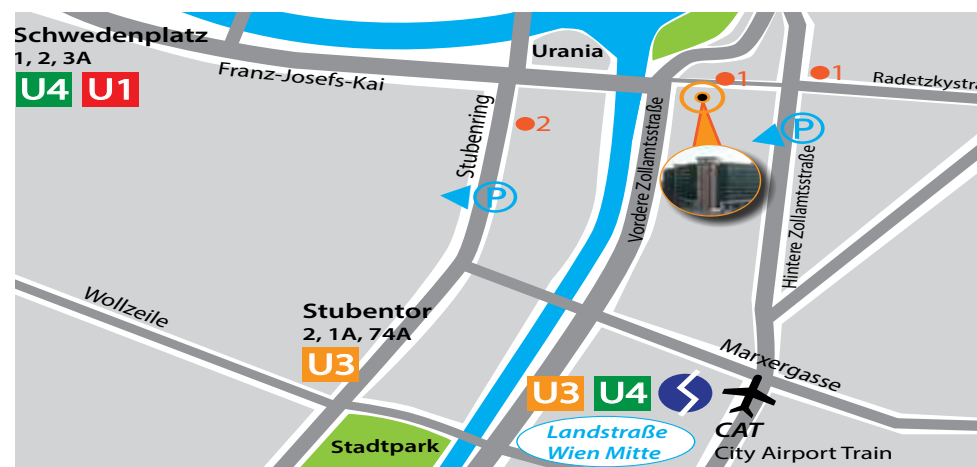 Schwedenplatz
1, 2, 3A
U4 U1
Franz-Josefs-Kai
Urania
1
1
Radetzkystra
2
Stubenring
P
P
Vordere Zollamtsstraße
Hintere Zollamtsstraße
Wollzeile
Stubentor
2, 1A, 74A
U3
Marxergasse
U3 U4
CAT
City Airport Train
Landstraße
Wien Mitte
Stadtpark